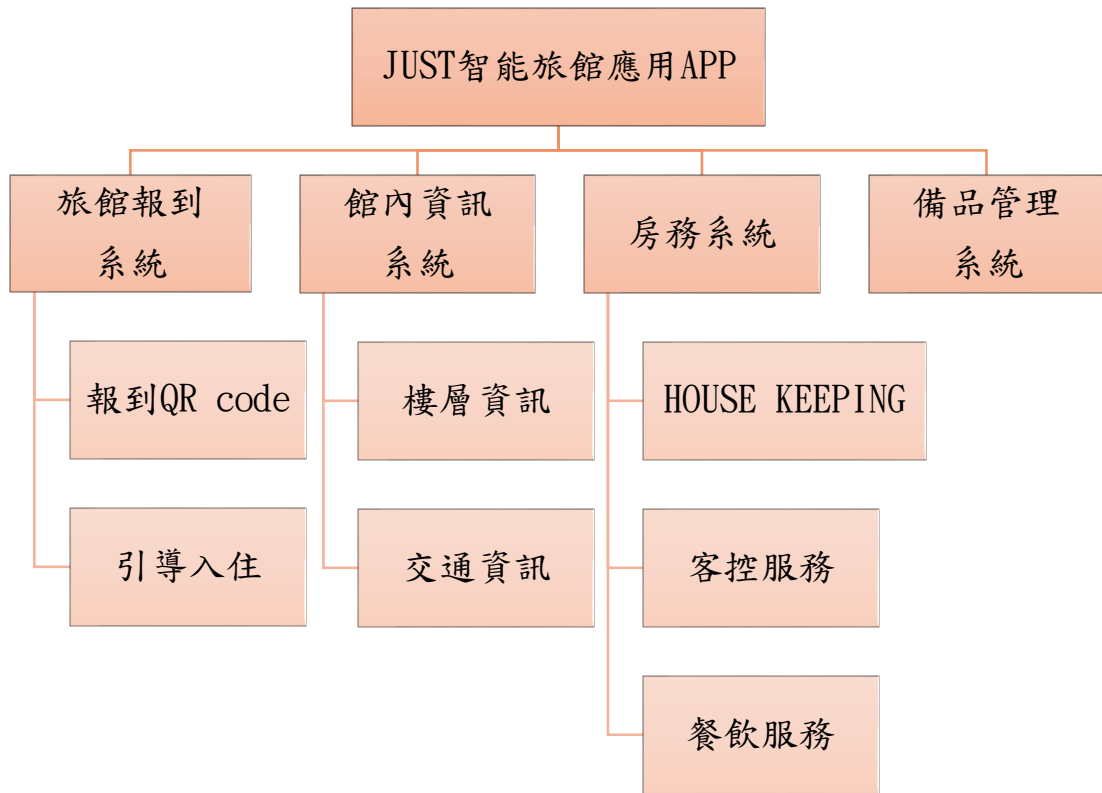 JUST智能旅館應用APP
旅館報到
系統
館內資訊
系統
房務系統
備品管理
系統
報到QR code
樓層資訊
HOUSE KEEPING
引導入住
交通資訊
客控服務
餐飲服務